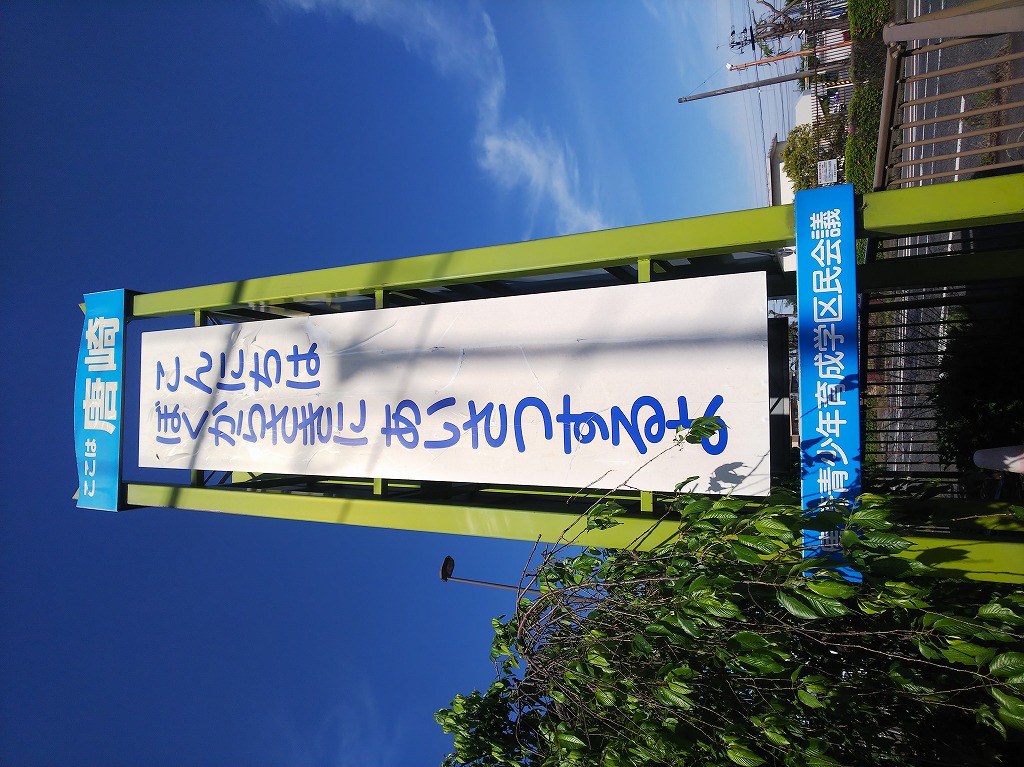 ここは 唐崎
こんにちは
ぼくからさきに あいさつするよ
青少年育成学区民会議